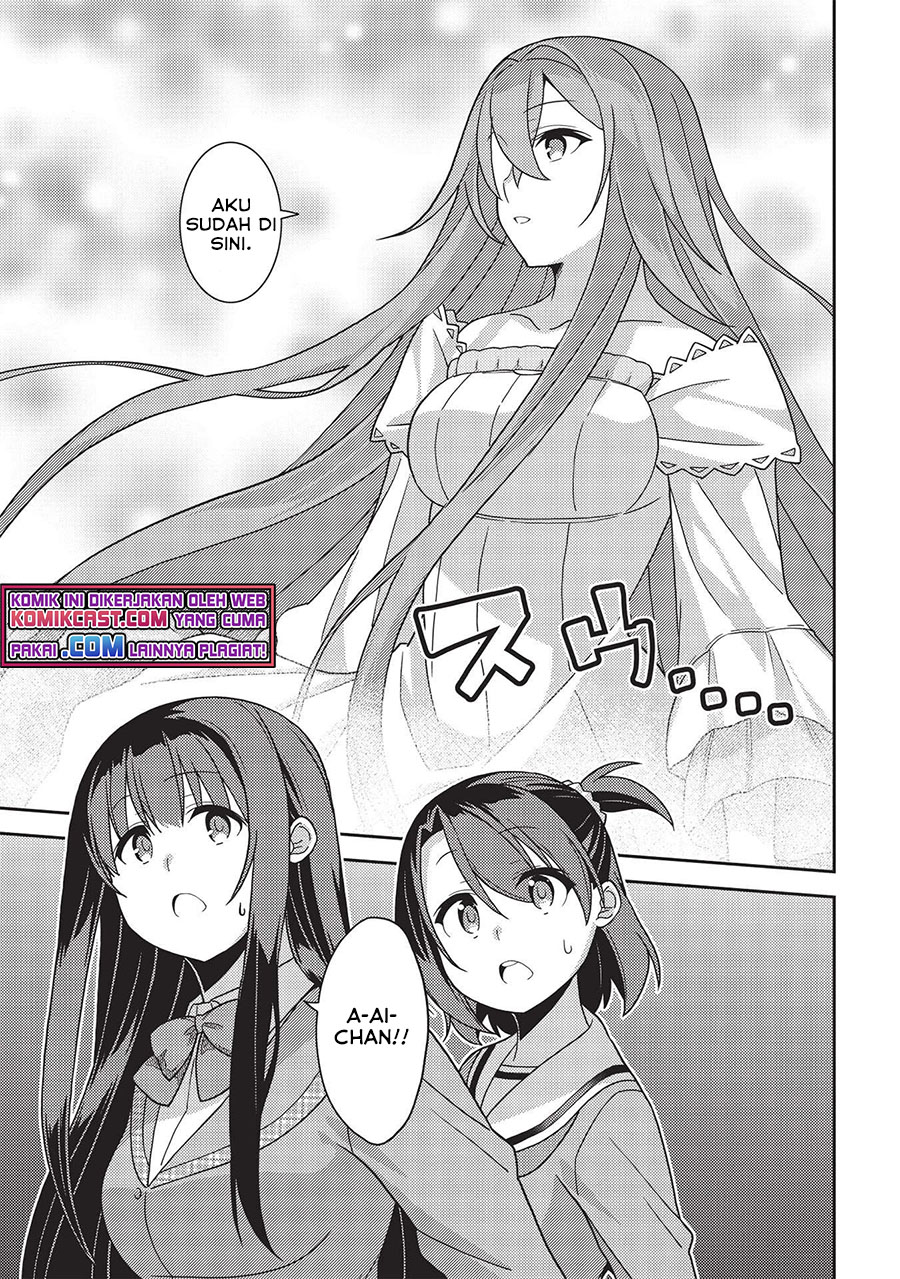 AKU
SUDAH DI
SINI.
KOMIK INI DIKERJAKAN OLEH WEB
KOMIKCAST.COM YANG CUMA
PAKAI .COM LAINNYA PLAGIAT!
スゥ....
A-AI-
CHAN!!